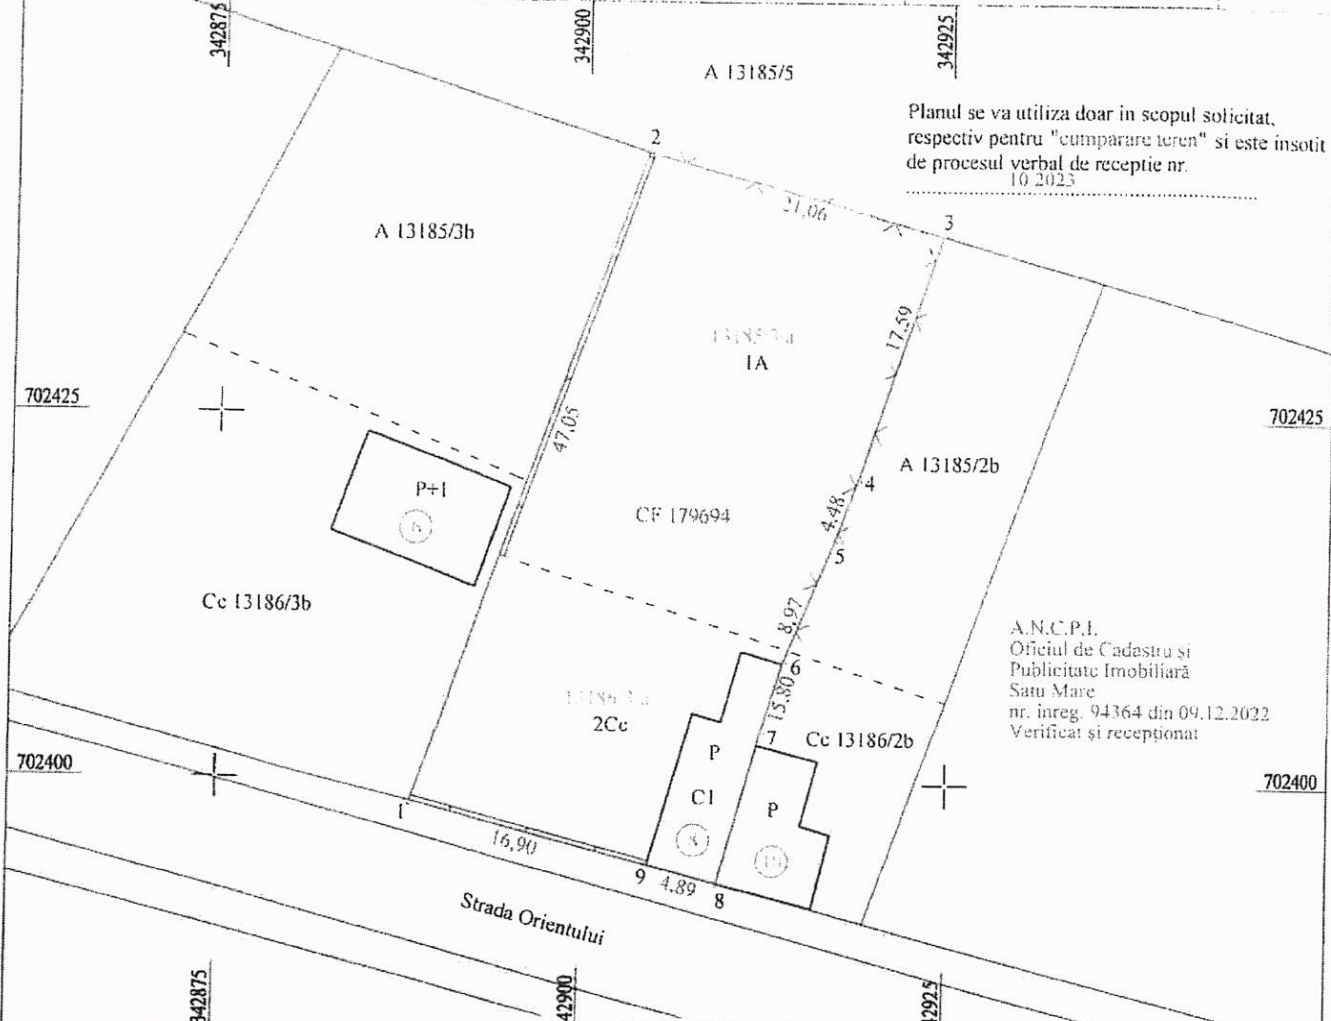 342875
342900
342925
A 13185/5
Planul se va utiliza doar in scopul solicitat,
respectiv pentru "cumparare teren" si este insotit
de procesul verbal de receptie nr.
10 2023
2
21,06
3
A 13185/3b
17.59
1A
702425
702425
47.05
A 13185/2b
P+1
4
CF 179694
4.48
5
Cc 13186/3b
8,97
A.N.C.P.I.
Oficiul de Cadastru și
Publicitate Imobiliară
Satu Mare
nr. inreg. 94364 din 09.12.2022
Verificat și recepționat
6
15.80
2Cc
7
Cc 13186/2b
P
C1
P
702400
702400
1
16,90
9
4.89
8
Strada Orientului
342875
42900
42925